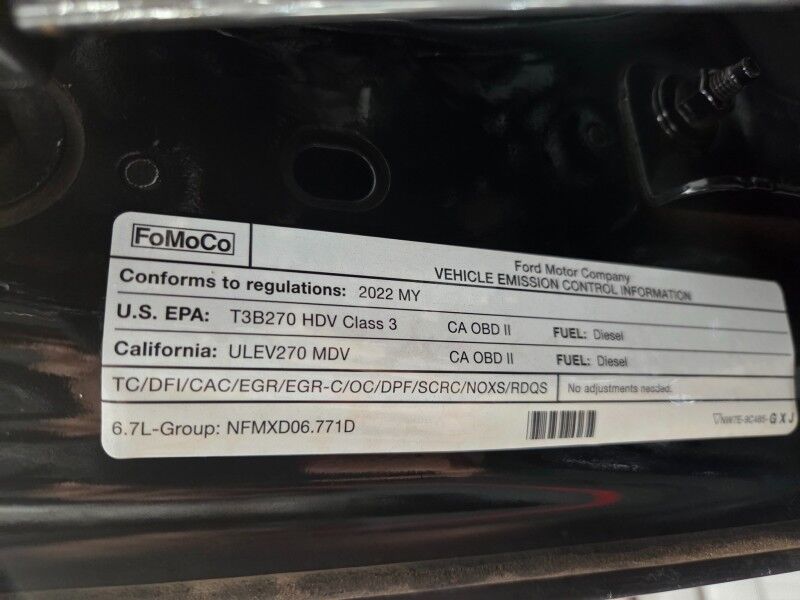 FoMoCo
Ford Motor Company
VEHICLE EMISSION CONTROL INFORMATION
Conforms to regulations: 2022 MY
U.S. EPA: T3B270 HDV Class 3 CA OBD II FUEL: Diesel
California: ULEV270 MDV CA OBD II FUEL: Diesel
TC/DFI/CAC/EGR/EGR-C/OC/DPF/SCRC/NOXS/RDQS No adjustments needed.
6.7L-Group: NFMXD06.771D GXJ